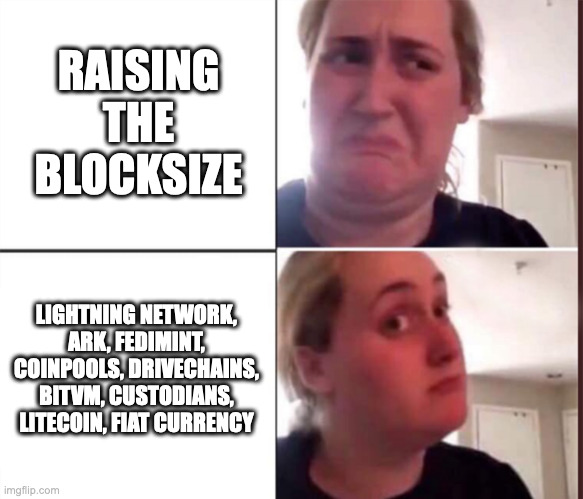 RAISING
THE
BLOCKSIZE
LIGHTNING NETWORK,
ARK, FEDIMINT,
COINPOOLS, DRIVECHAINS,
BITVM, CUSTODIANS,
LITECOIN, FIAT CURRENCY
imgflip.com